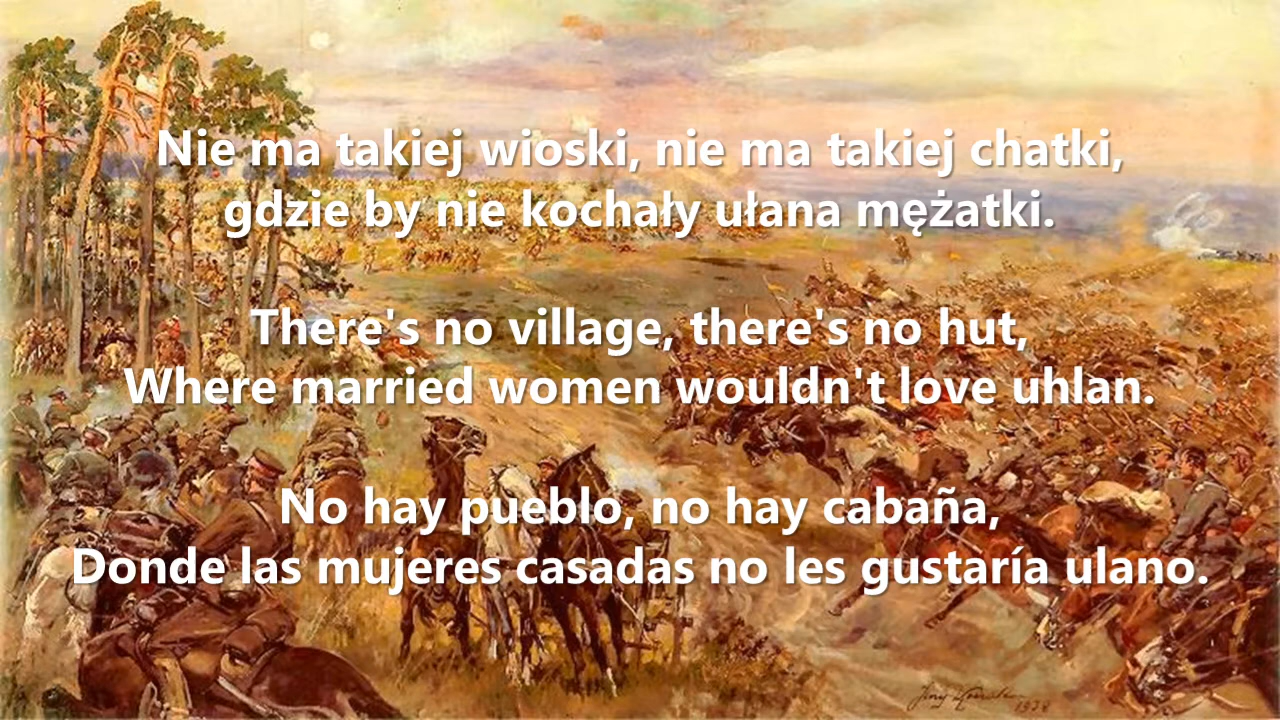 Nie ma takiej wioski, nie ma takiej chatki,
gdzie by nie kochały ułana mężatki.
There's no village, there's no hut,
Where married women wouldn't love uhlan.
No hay pueblo, no hay cabaña,
Donde las mujeres casadas no les gustaría ulano.